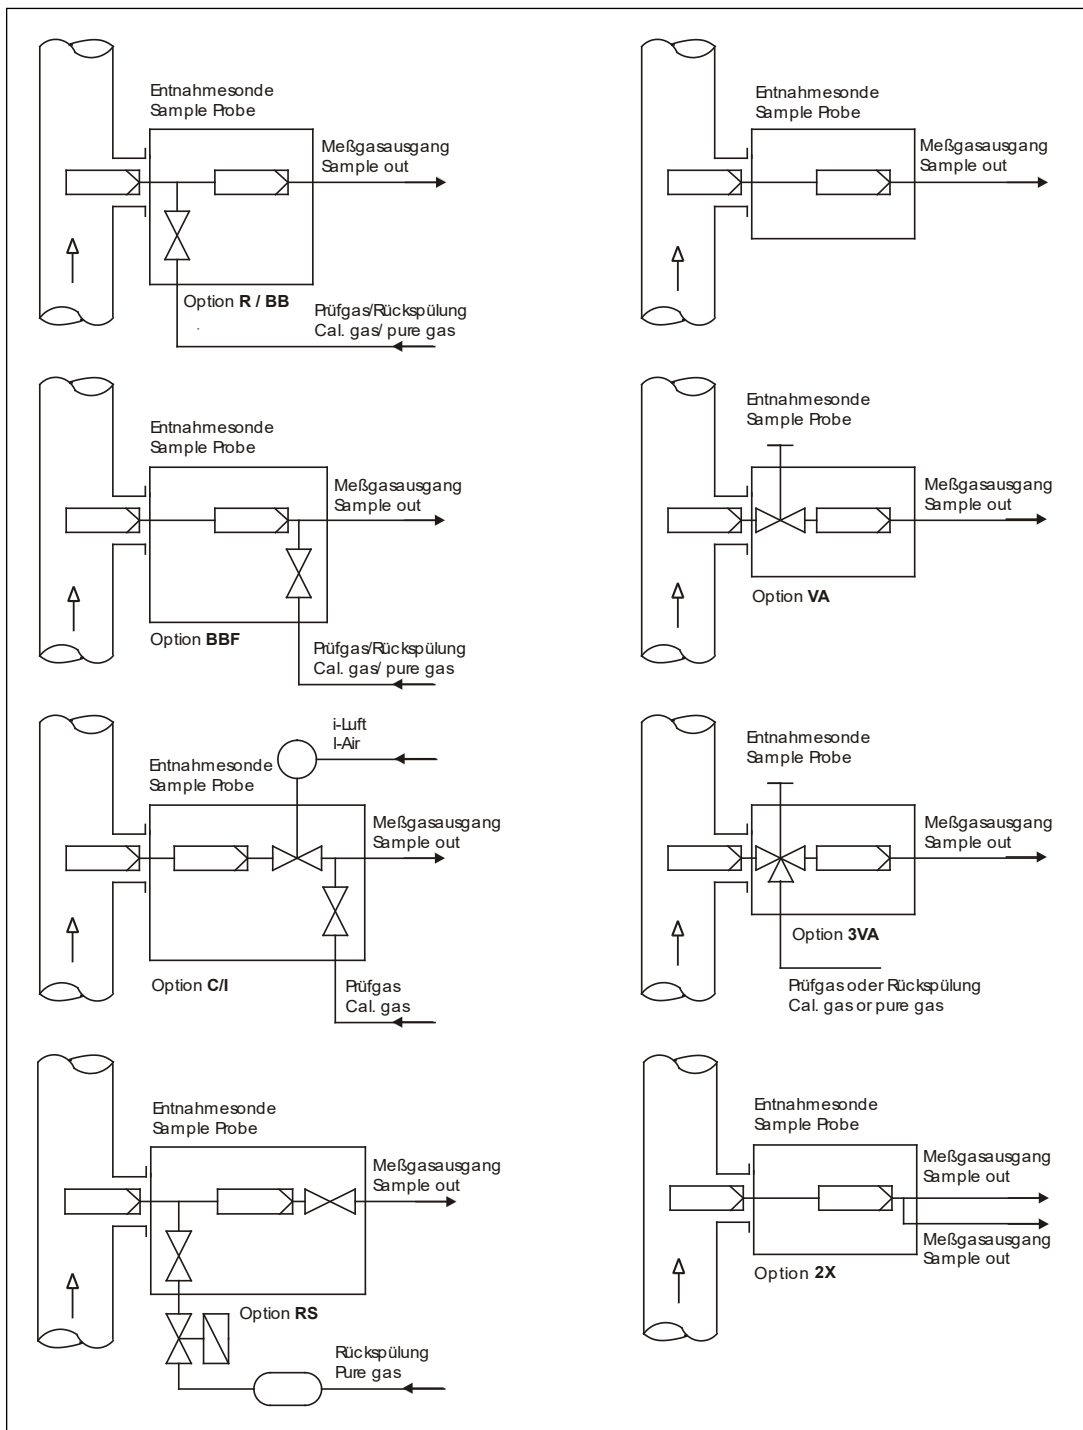 Entnahmesonde
Sample Probe
Meßgasausgang
Sample out
Option R / BB
Prüfgas/Rückspülung
Cal. gas/ pure gas
Entnahmesonde
Sample Probe
Meßgasausgang
Sample out
Entnahmesonde
Sample Probe
Meßgasausgang
Sample out
Option BBF
Prüfgas/Rückspülung
Cal. gas/ pure gas
Entnahmesonde
Sample Probe
Meßgasausgang
Sample out
Option VA
i-Luft
I-Air
Entnahmesonde
Sample Probe
Meßgasausgang
Sample out
Option C/I
Prüfgas
Cal. gas
Entnahmesonde
Sample Probe
Meßgasausgang
Sample out
Option 3VA
Prüfgas oder Rückspülung
Cal. gas or pure gas
Entnahmesonde
Sample Probe
Meßgasausgang
Sample out
Option RS
Rückspülung
Pure gas
Entnahmesonde
Sample Probe
Meßgasausgang
Sample out
Meßgasausgang
Sample out
Option 2X